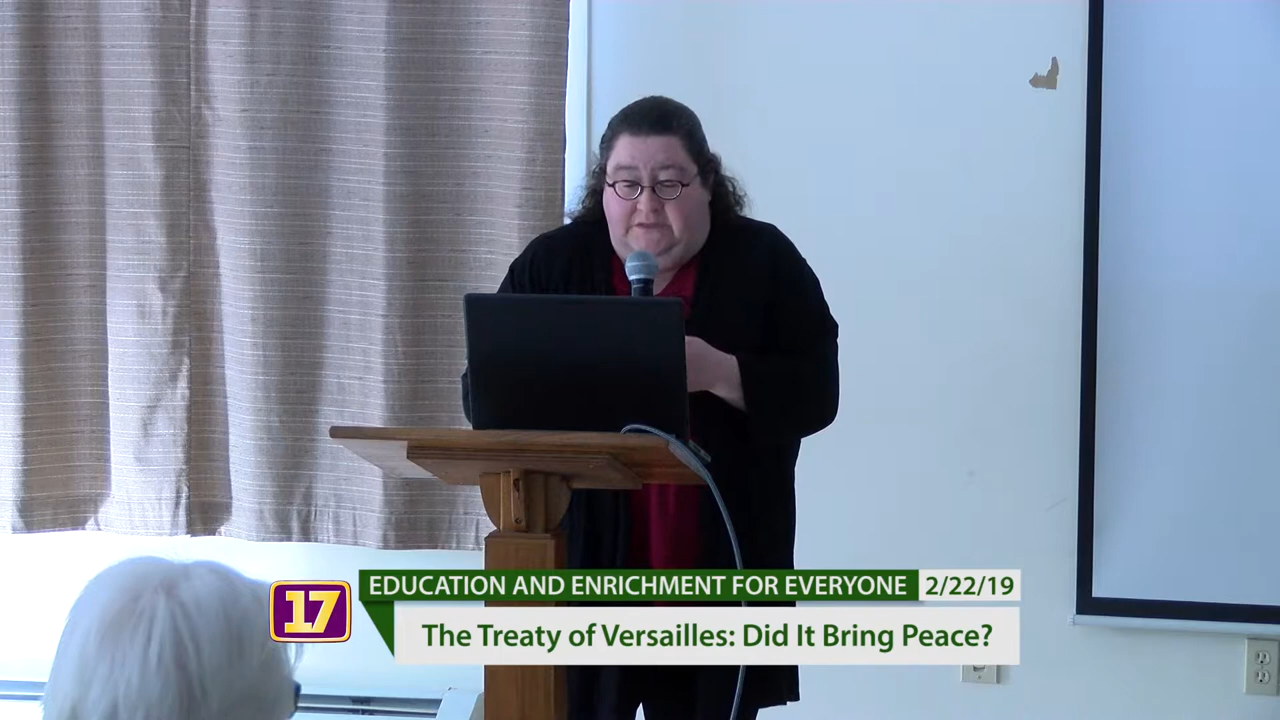 17
EDUCATION AND ENRICHMENT FOR EVERYONE 2/22/19
The Treaty of Versailles: Did It Bring Peace?